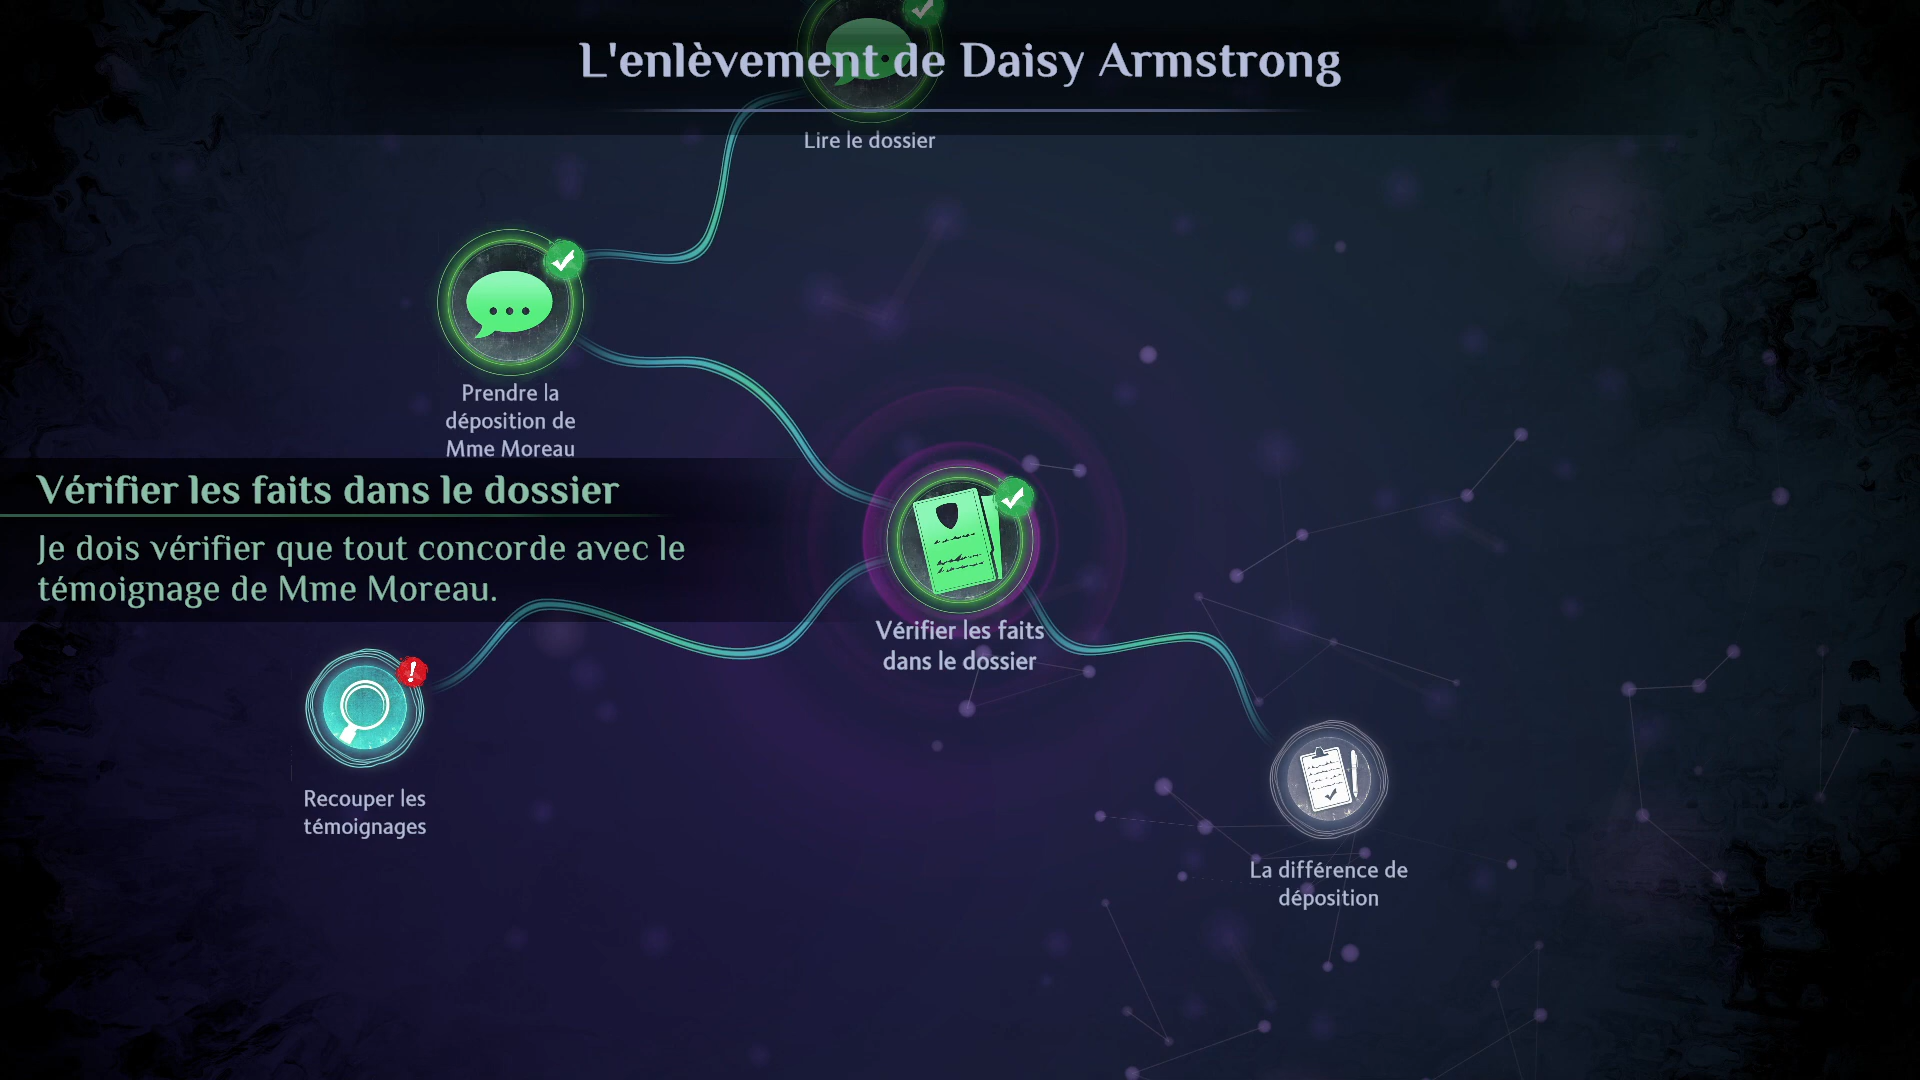 L'enlèvement de Daisy Armstrong
Lire le dossier
Prendre la
déposition de
Mme Moreau
Vérifier les faits dans le dossier
Je dois vérifier que tout concorde avec le
témoignage de Mme Moreau.
Vérifier les faits
dans le dossier
Recouper les
témoignages
La différence de
déposition